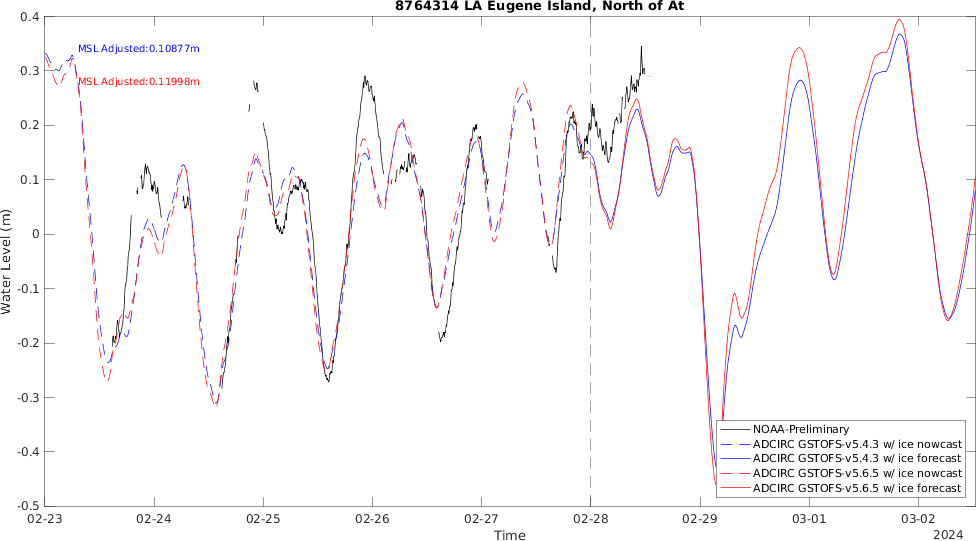 8764314 LA Eugene Island, North of At
MSL Adjusted:0.10877m
MSL Adjusted:0.11998m
Water Level (m)
0.4
0.3
0.2
0.1
0
-0.1
-0.2
-0.3
-0.4
-0.5
NOAA-Preliminary
ADCIRC GSTOFS-v5.4.3 w/ ice nowcast
ADCIRC GSTOFS-v5.4.3 w/ ice forecast
ADCIRC GSTOFS-v5.6.5 w/ ice nowcast
ADCIRC GSTOFS-v5.6.5 w/ ice forecast
02-23 02-24 02-25 02-26 02-27 02-28 02-29 03-01 03-02
Time
2024